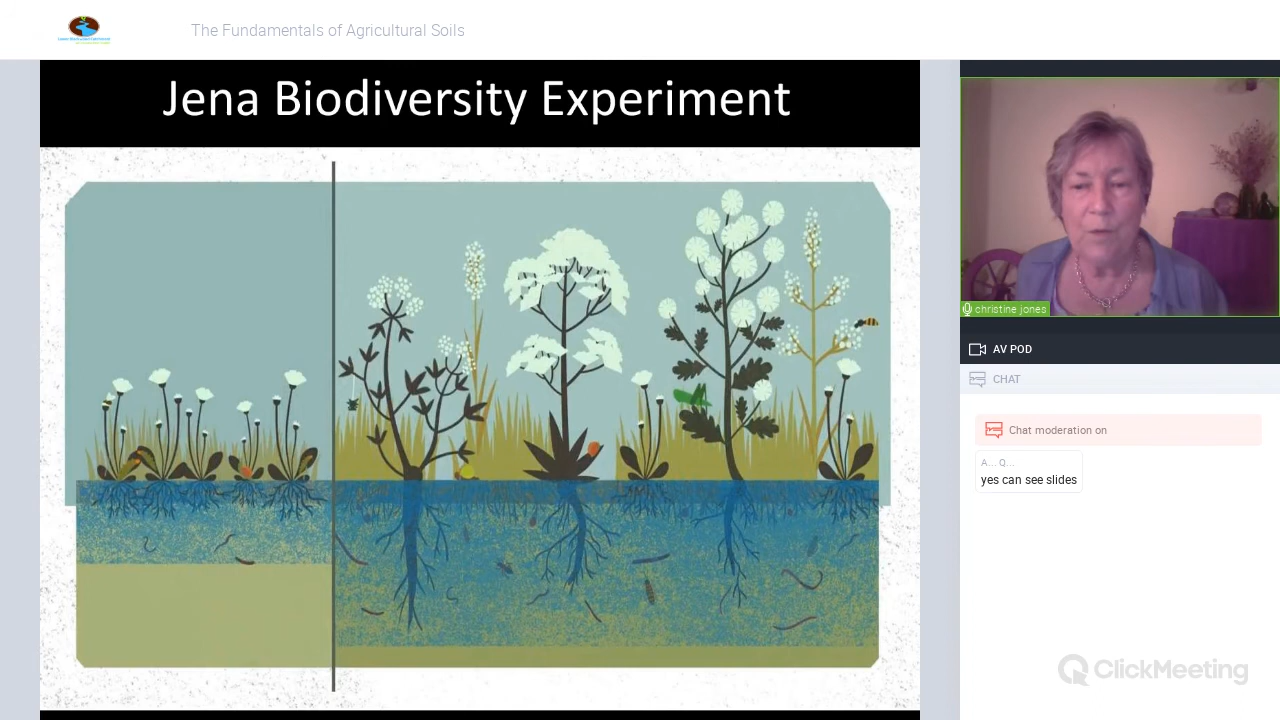 The Fundamentals of Agricultural Soils
Jena Biodiversity Experiment
christine jones
AV POD
CHAT
Chat moderation on
A... Q...
yes can see slides
ClickMeeting